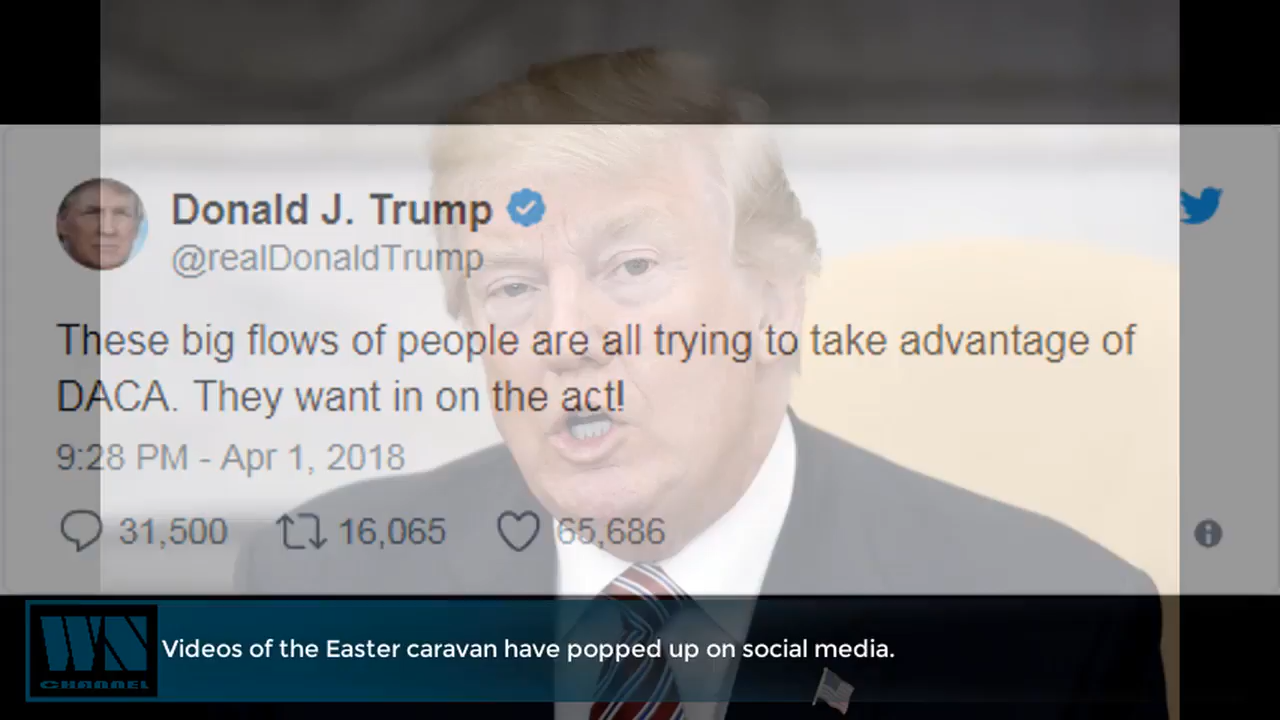 Donald J. Trump
@realDonaldTrump
These big flows of people are all trying to take advantage of
DACA. They want in on the act!
9:28 PM - Apr 1, 2018
31,500 16,065 65,686
WN
CHANNEL
Videos of the Easter caravan have popped up on social media.